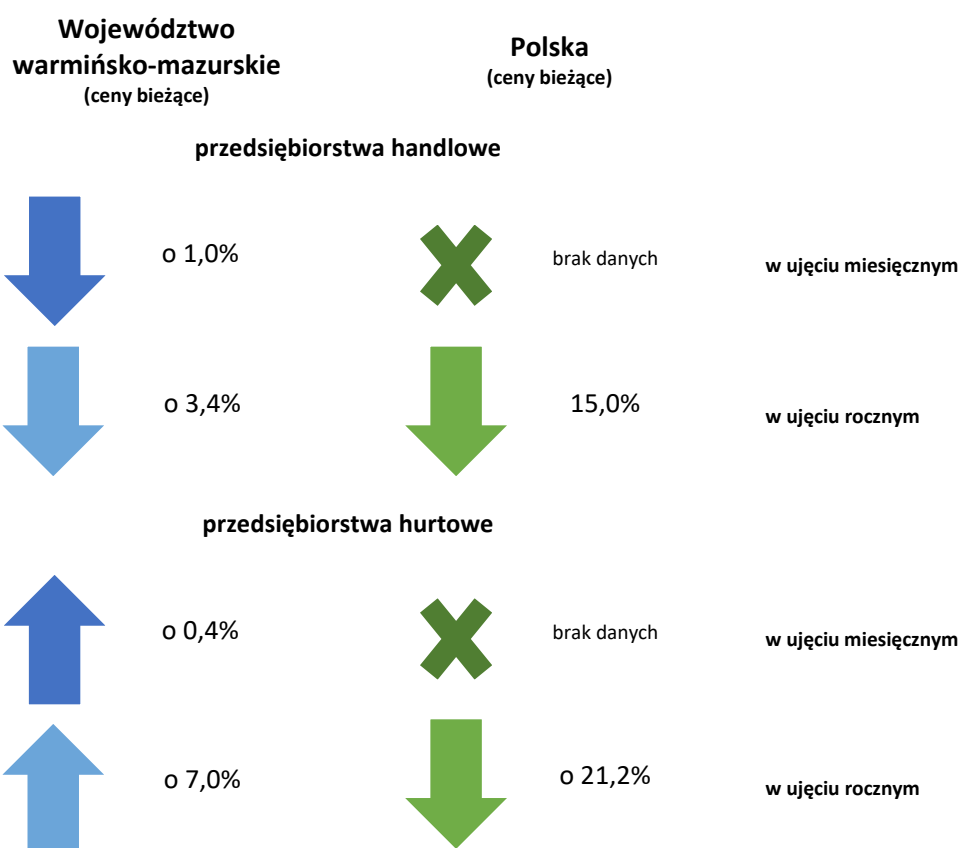 Województwo
warmińsko-mazurskie
(ceny bieżące)
Polska
(ceny bieżące)
przedsiębiorstwa handlowe
o 1,0%
brak danych
w ujęciu miesięcznym
o 3,4%
15,0%
w ujęciu rocznym
przedsiębiorstwa hurtowe
o 0,4%
brak danych
w ujęciu miesięcznym
o 7,0%
o 21,2%
w ujęciu rocznym